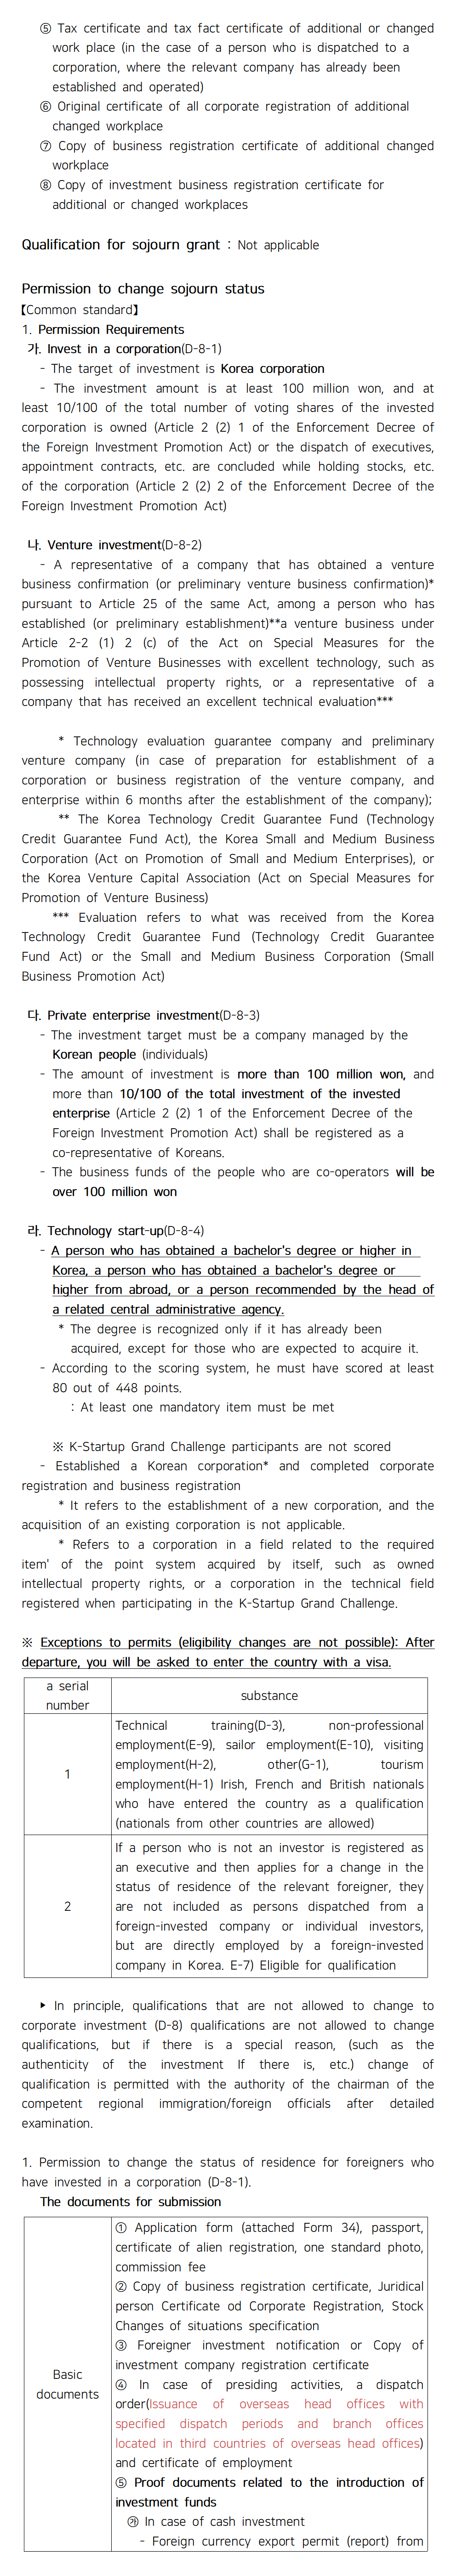 ⑤ Tax certificate and tax fact certificate of additional or changed
work place (in the case of a person who is dispatched to a
corporation, where the relevant company has already been
established and operated)
⑥ Original certificate of all corporate registration of additional
changed workplace
⑦ Copy of business registration certificate of additional changed
workplace
⑧ Copy of investment business registration certificate for
additional or changed workplaces
Qualification for sojourn grant : Not applicable
Permission to change sojourn status
【Common standard】
1. Permission Requirements
가. Invest in a corporation(D-8-1)
- The target of investment is Korea corporation
- The investment amount is at least 100 million won, and at
least 10/100 of the total number of voting shares of the invested
corporation is owned (Article 2 (2) 1 of the Enforcement Decree of
the Foreign Investment Promotion Act) or the dispatch of executives,
appointment contracts, etc. are concluded while holding stocks, etc.
of the corporation (Article 2 (2) 2 of the Enforcement Decree of the
Foreign Investment Promotion Act)
나. Venture investment(D-8-2)
- A representative of a company that has obtained a venture
business confirmation (or preliminary venture business confirmation)*
pursuant to Article 25 of the same Act, among a person who has
established (or preliminary establishment)**a venture business under
Article 2-2 (1) 2 (c) of the Act on Special Measures for the
Promotion of Venture Businesses with excellent technology, such as
possessing intellectual property rights, or a representative of a
company that has received an excellent technical evaluation***
* Technology evaluation guarantee company and preliminary
venture company (in case of preparation for establishment of a
corporation or business registration of the venture company, and
enterprise within 6 months after the establishment of the company);
** The Korea Technology Credit Guarantee Fund (Technology
Credit Guarantee Fund Act), the Korea Small and Medium Business
Corporation (Act on Promotion of Small and Medium Enterprises), or
the Korea Venture Capital Association (Act on Special Measures for
Promotion of Venture Business)
*** Evaluation refers to what was received from the Korea
Technology Credit Guarantee Fund (Technology Credit Guarantee
Fund Act) or the Small and Medium Business Corporation (Small
Business Promotion Act)
다. Private enterprise investment(D-8-3)
- The investment target must be a company managed by the
Korean people (individuals)
- The amount of investment is more than 100 million won, and
more than 10/100 of the total investment of the invested
enterprise (Article 2 (2) 1 of the Enforcement Decree of the
Foreign Investment Promotion Act) shall be registered as a
co-representative of Koreans.
- The business funds of the people who are co-operators will be
over 100 million won
라. Technology start-up(D-8-4)
- A person who has obtained a bachelor's degree or higher in
Korea, a person who has obtained a bachelor's degree or
higher from abroad, or a person recommended by the head of
a related central administrative agency.
* The degree is recognized only if it has already been
acquired, except for those who are expected to acquire it.
- According to the scoring system, he must have scored at least
80 out of 448 points.
: At least one mandatory item must be met
※ K-Startup Grand Challenge participants are not scored
- Established a Korean corporation* and completed corporate
registration and business registration
* It refers to the establishment of a new corporation, and the
acquisition of an existing corporation is not applicable.
* Refers to a corporation in a field related to the required
item' of the point system acquired by itself, such as owned
intellectual property rights, or a corporation in the technical field
registered when participating in the K-Startup Grand Challenge.
※ Exceptions to permits (eligibility changes are not possible): After
departure, you will be asked to enter the country with a visa.
a serial
number
substance
1
Technical training(D-3), non-professional
employment(E-9), sailor employment(E-10), visiting
employment(H-2), other(G-1), tourism
employment(H-1) Irish, French and British nationals
who have entered the country as a qualification
(nationals from other countries are allowed)
2
If a person who is not an investor is registered as
an executive and then applies for a change in the
status of residence of the relevant foreigner, they
are not included as persons dispatched from a
foreign-invested company or individual investors,
but are directly employed by a foreign-invested
company in Korea. E-7) Eligible for qualification
▶ In principle, qualifications that are not allowed to change to
corporate investment (D-8) qualifications are not allowed to change
qualifications, but if there is a special reason, (such as the
authenticity of the investment If there is, etc.) change of
qualification is permitted with the authority of the chairman of the
competent regional immigration/foreign officials after detailed
examination.
1. Permission to change the status of residence for foreigners who
have invested in a corporation (D-8-1).
The documents for submission
Basic
documents
① Application form (attached Form 34), passport,
certificate of alien registration, one standard photo,
commission fee
② Copy of business registration certificate, Juridical
person Certificate od Corporate Registration, Stock
Changes of situations specification
③ Foreigner investment notification or Copy of
investment company registration certificate
④ In case of presiding activities, a dispatch
order(Issuance of overseas head offices with
specified dispatch periods and branch offices
located in third countries of overseas head offices)
and certificate of employment
⑤ Proof documents related to the introduction of
investment funds
㉮ In case of cash investment
- Foreign currency export permit (report) from